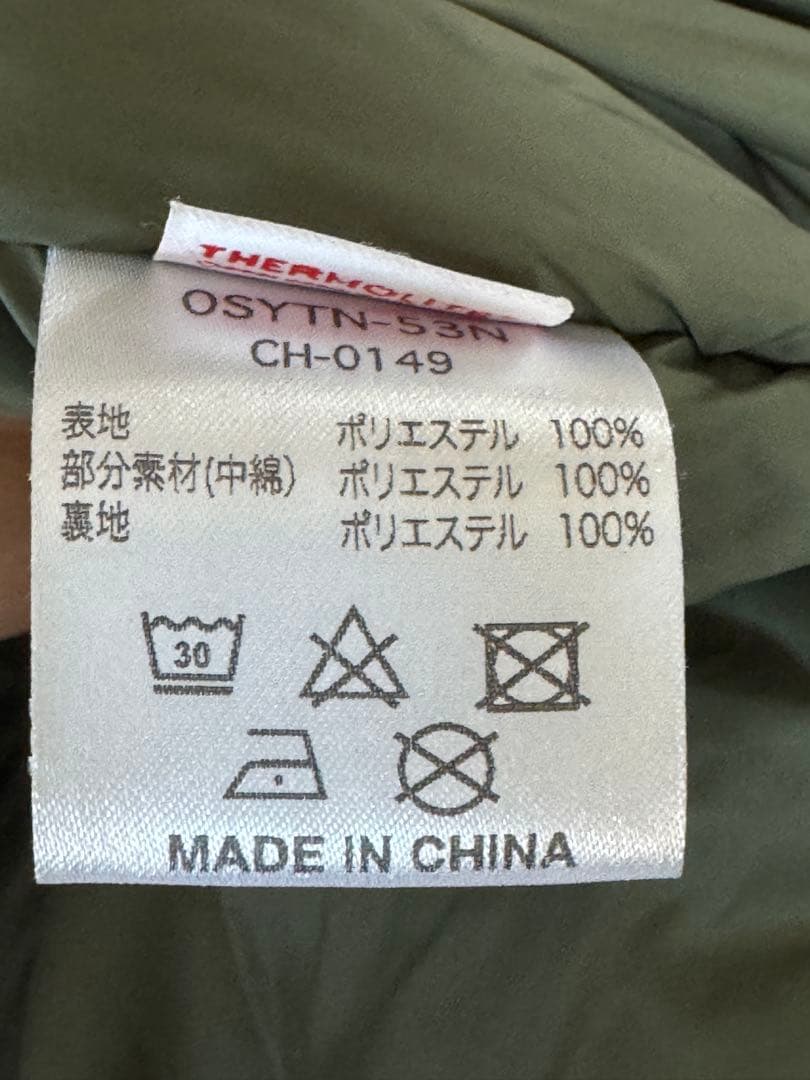 OSYTN-53N
CH-0149
表地 ポリエステル 100%
部分素材(中綿) ポリエステル 100%
裏地 ポリエステル 100%
30
MADE IN CHINA